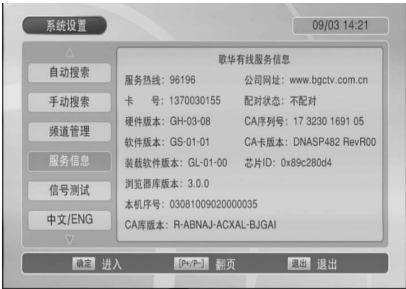 系统设置
09/03 14:21
自动搜索
手动搜索
频道管理
服务信息
信号测试
中文/ENG
歌华有线服务信息
服务热线：96196 公司网址：www.bgctv.com.cn
卡 号：1370030155 配对状态：不配对
硬件版本：GH-03-08 CA序列号：17 3230 1691 05
软件版本：GS-01-01 CA卡版本：DNASP482 RevR00
装载软件版本：GL-01-00 芯片ID：0x89c280d4
浏览器库版本：3.0.0
本机序号：03081009020000035
CA库版本：R-ABNAJ-ACXAL-BJGAI
确定 进入 [P+/P-] 翻页 退出 退出